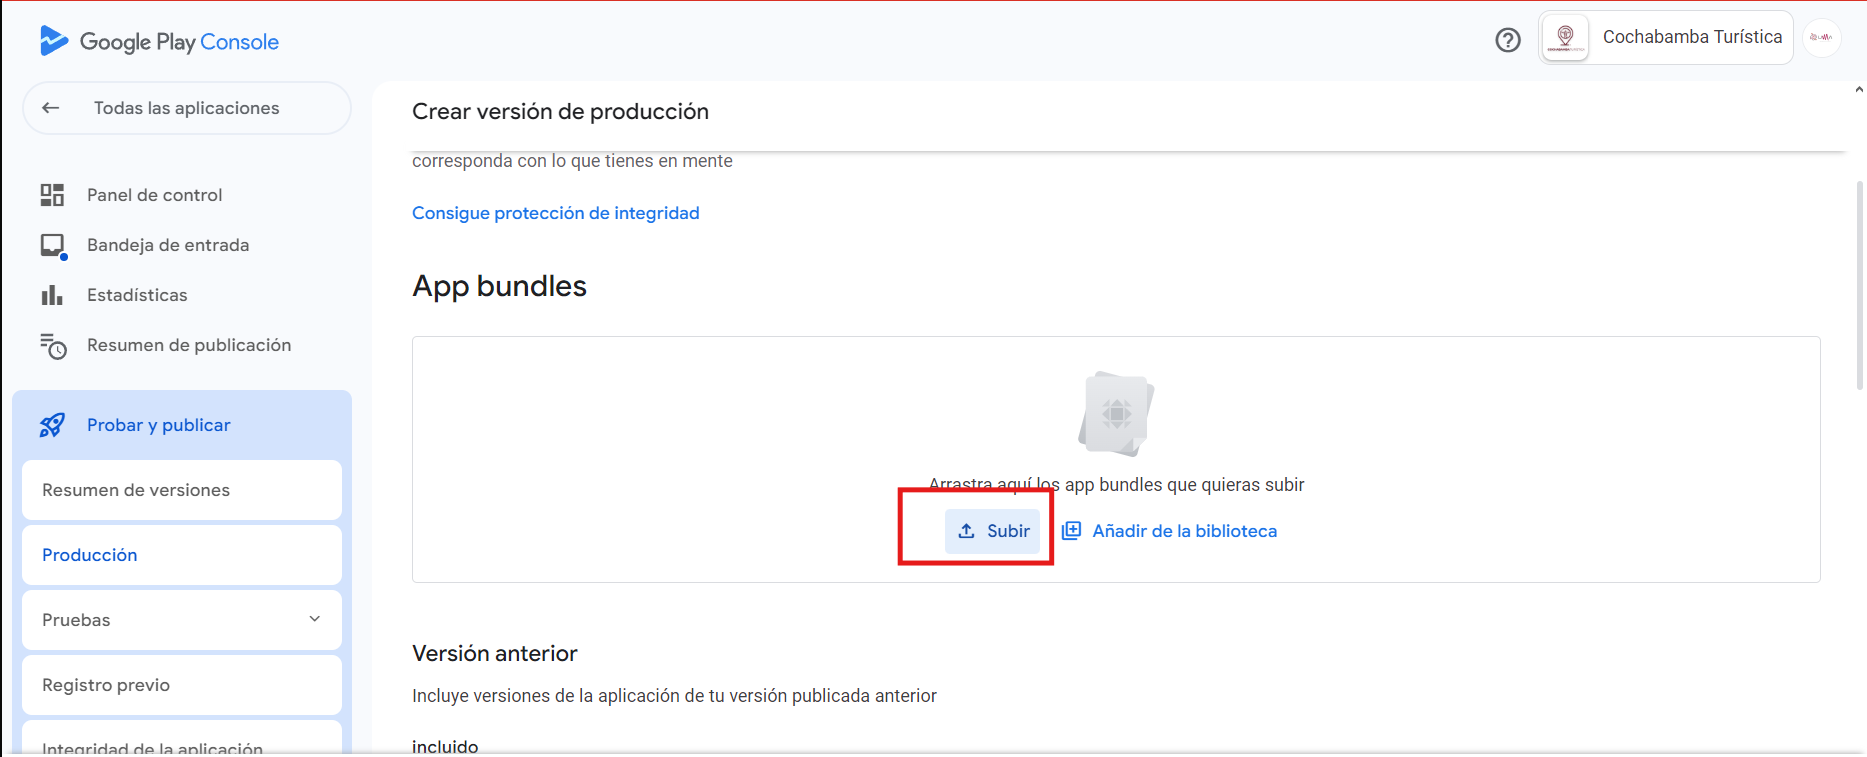 Google Play Console
Cochabamba Turística
Todas las aplicaciones
Panel de control
Bandeja de entrada
Estadísticas
Resumen de publicación
Probar y publicar
Resumen de versiones
Producción
Pruebas
Registro previo
Integridad de la aplicación
Crear versión de producción
corresponda con lo que tienes en mente
Consigue protección de integridad
App bundles
Arrastra aquí los app bundles que quieras subir
Subir
Añadir de la biblioteca
Versión anterior
Incluye versiones de la aplicación de tu versión publicada anterior
incluido